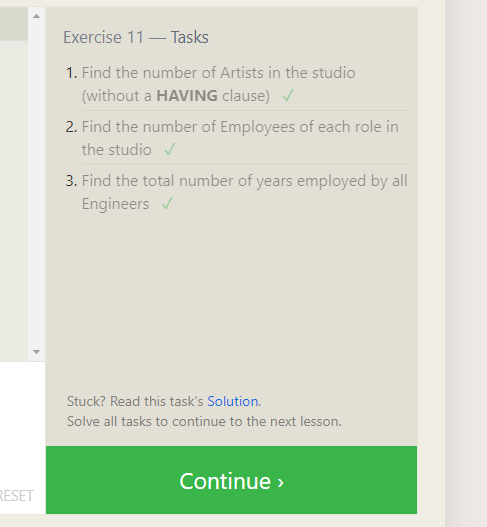 Exercise 11 — Tasks
1. Find the number of Artists in the studio
(without a HAVING clause) ✓
2. Find the number of Employees of each role in
the studio ✓
3. Find the total number of years employed by all
Engineers ✓
Stuck? Read this task's Solution.
Solve all tasks to continue to the next lesson.
RESET
Continue ›